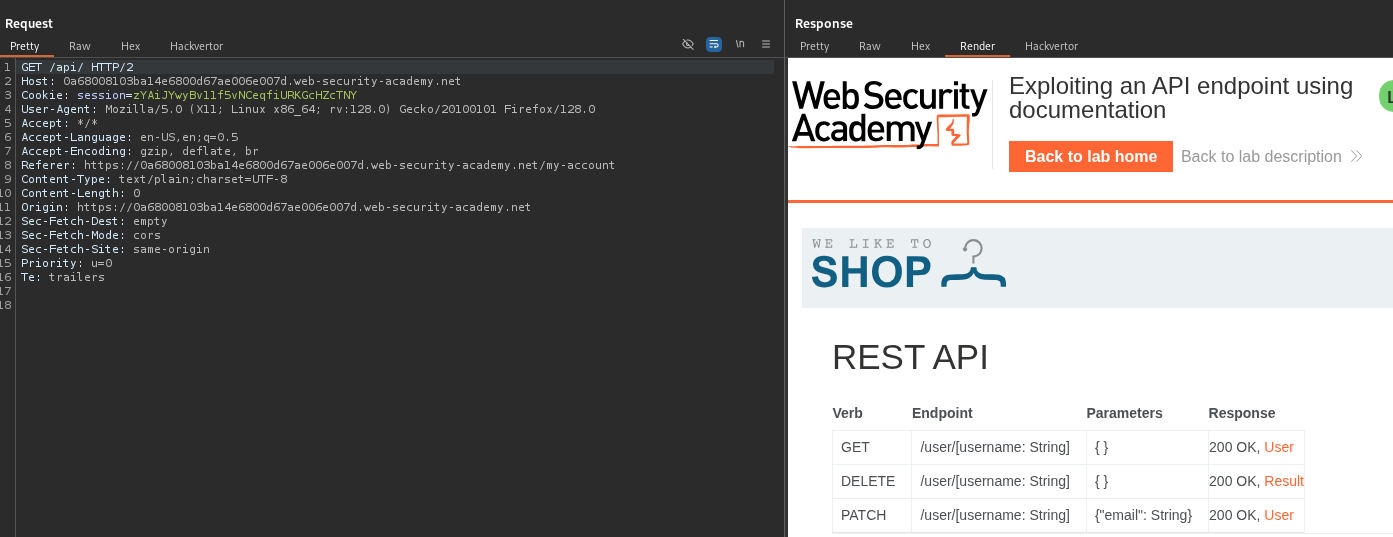 Request
Pretty Raw Hex Hackvertor \n
1 GET /api/ HTTP/2
2 Host: 0a68008103ba14e6800d67ae006e007d.web-security-academy.net
3 Cookie: session=zYAiJYwyBv11f5vNCeqfiURKGcHZcTNY
4 User-Agent: Mozilla/5.0 (X11; Linux x86_64; rv:128.0) Gecko/20100101 Firefox/128.0
5 Accept: */*
6 Accept-Language: en-US,en;q=0.5
7 Accept-Encoding: gzip, deflate, br
8 Referer: https://0a68008103ba14e6800d67ae006e007d.web-security-academy.net/my-account
9 Content-Type: text/plain;charset=UTF-8
10 Content-Length: 0
11 Origin: https://0a68008103ba14e6800d67ae006e007d.web-security-academy.net
12 Sec-Fetch-Dest: empty
13 Sec-Fetch-Mode: cors
14 Sec-Fetch-Site: same-origin
15 Priority: u=0
16 Te: trailers
17
18
Response
Pretty Raw Hex Render Hackvertor
Web Security
Academy
Exploiting an API endpoint using
documentation
L
Back to lab home Back to lab description
WE LIKE TO
SHOP
REST API
Verb Endpoint Parameters Response
GET /user/[username: String] { } 200 OK, User
DELETE /user/[username: String] { } 200 OK, Result
PATCH /user/[username: String] {"email": String} 200 OK, User